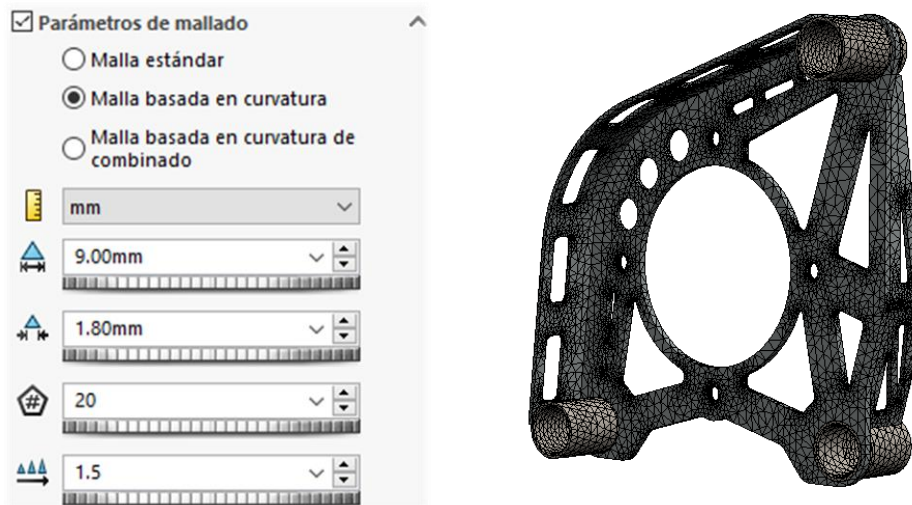 Parámetros de mallado
Malla estándar
Malla basada en curvatura
Malla basada en curvatura de
combinado
mm
9.00mm
1.80mm
#
20
1.5